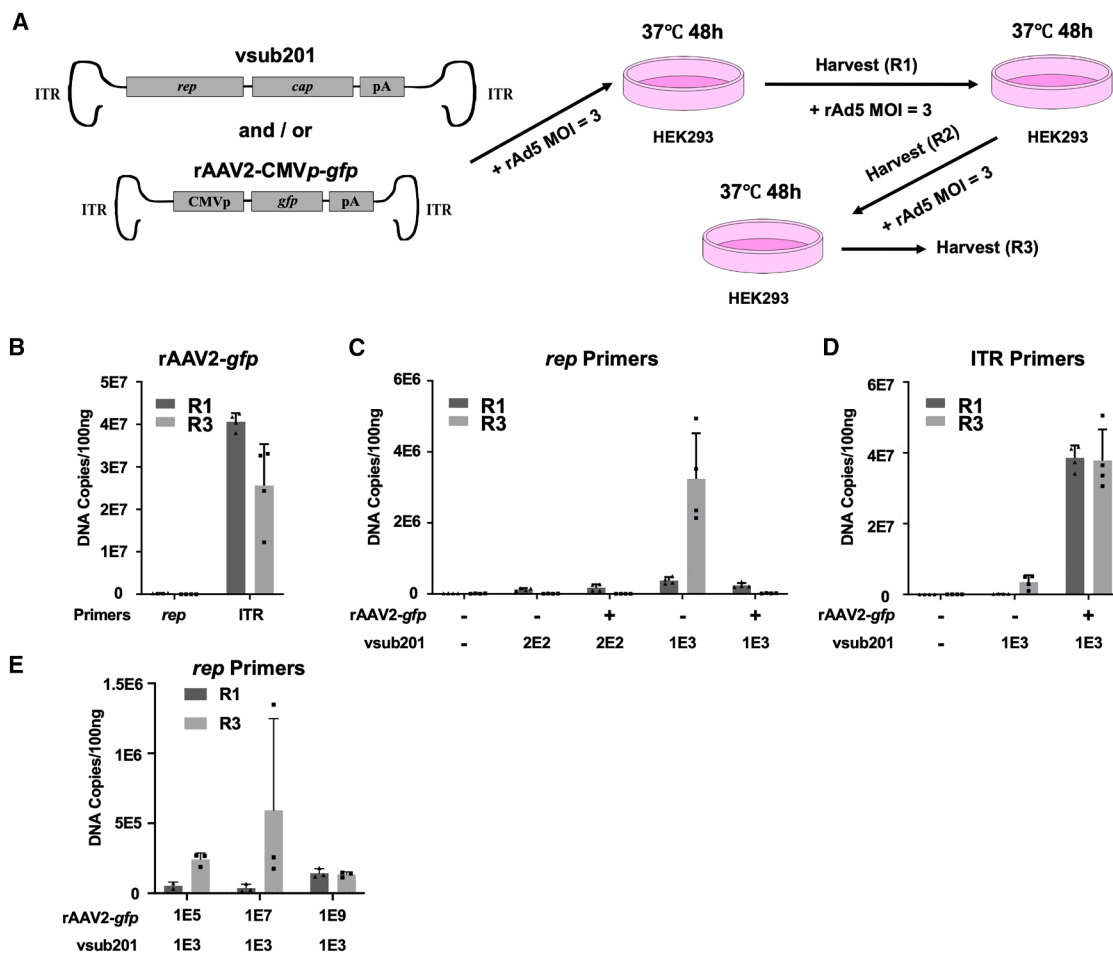 A
37℃ 48h
37℃ 48h
vsub201
ITR
rep
cap
pA
ITR
Harvest (R1)
and / or
+ rAd5 MOI = 3
+ rAd5 MOI = 3
HEK293
HEK293
rAAV2-CMVp-gfp
Harvest (R2)
+ rAd5 MOI = 3
37℃ 48h
ITR
CMVp
gfp
pA
ITR
Harvest (R3)
HEK293
B
rAAV2-gfp
DNA Copies/100ng
5E7
4E7
3E7
2E7
1E7
0
R1
R3
Primers
rep
ITR
C
rep Primers
DNA Copies/100ng
6E6
4E6
2E6
0
R1
R3
rAAV2-gfp - - + - +
vsub201 - 2E2 2E2 1E3 1E3
D
ITR Primers
DNA Copies/100ng
6E7
4E7
2E7
0
R1
R3
rAAV2-gfp - - +
vsub201 - 1E3 1E3
E
rep Primers
DNA Copies/100ng
1.5E6
1E6
5E5
0
R1
R3
rAAV2-gfp 1E5 1E7 1E9
vsub201 1E3 1E3 1E3